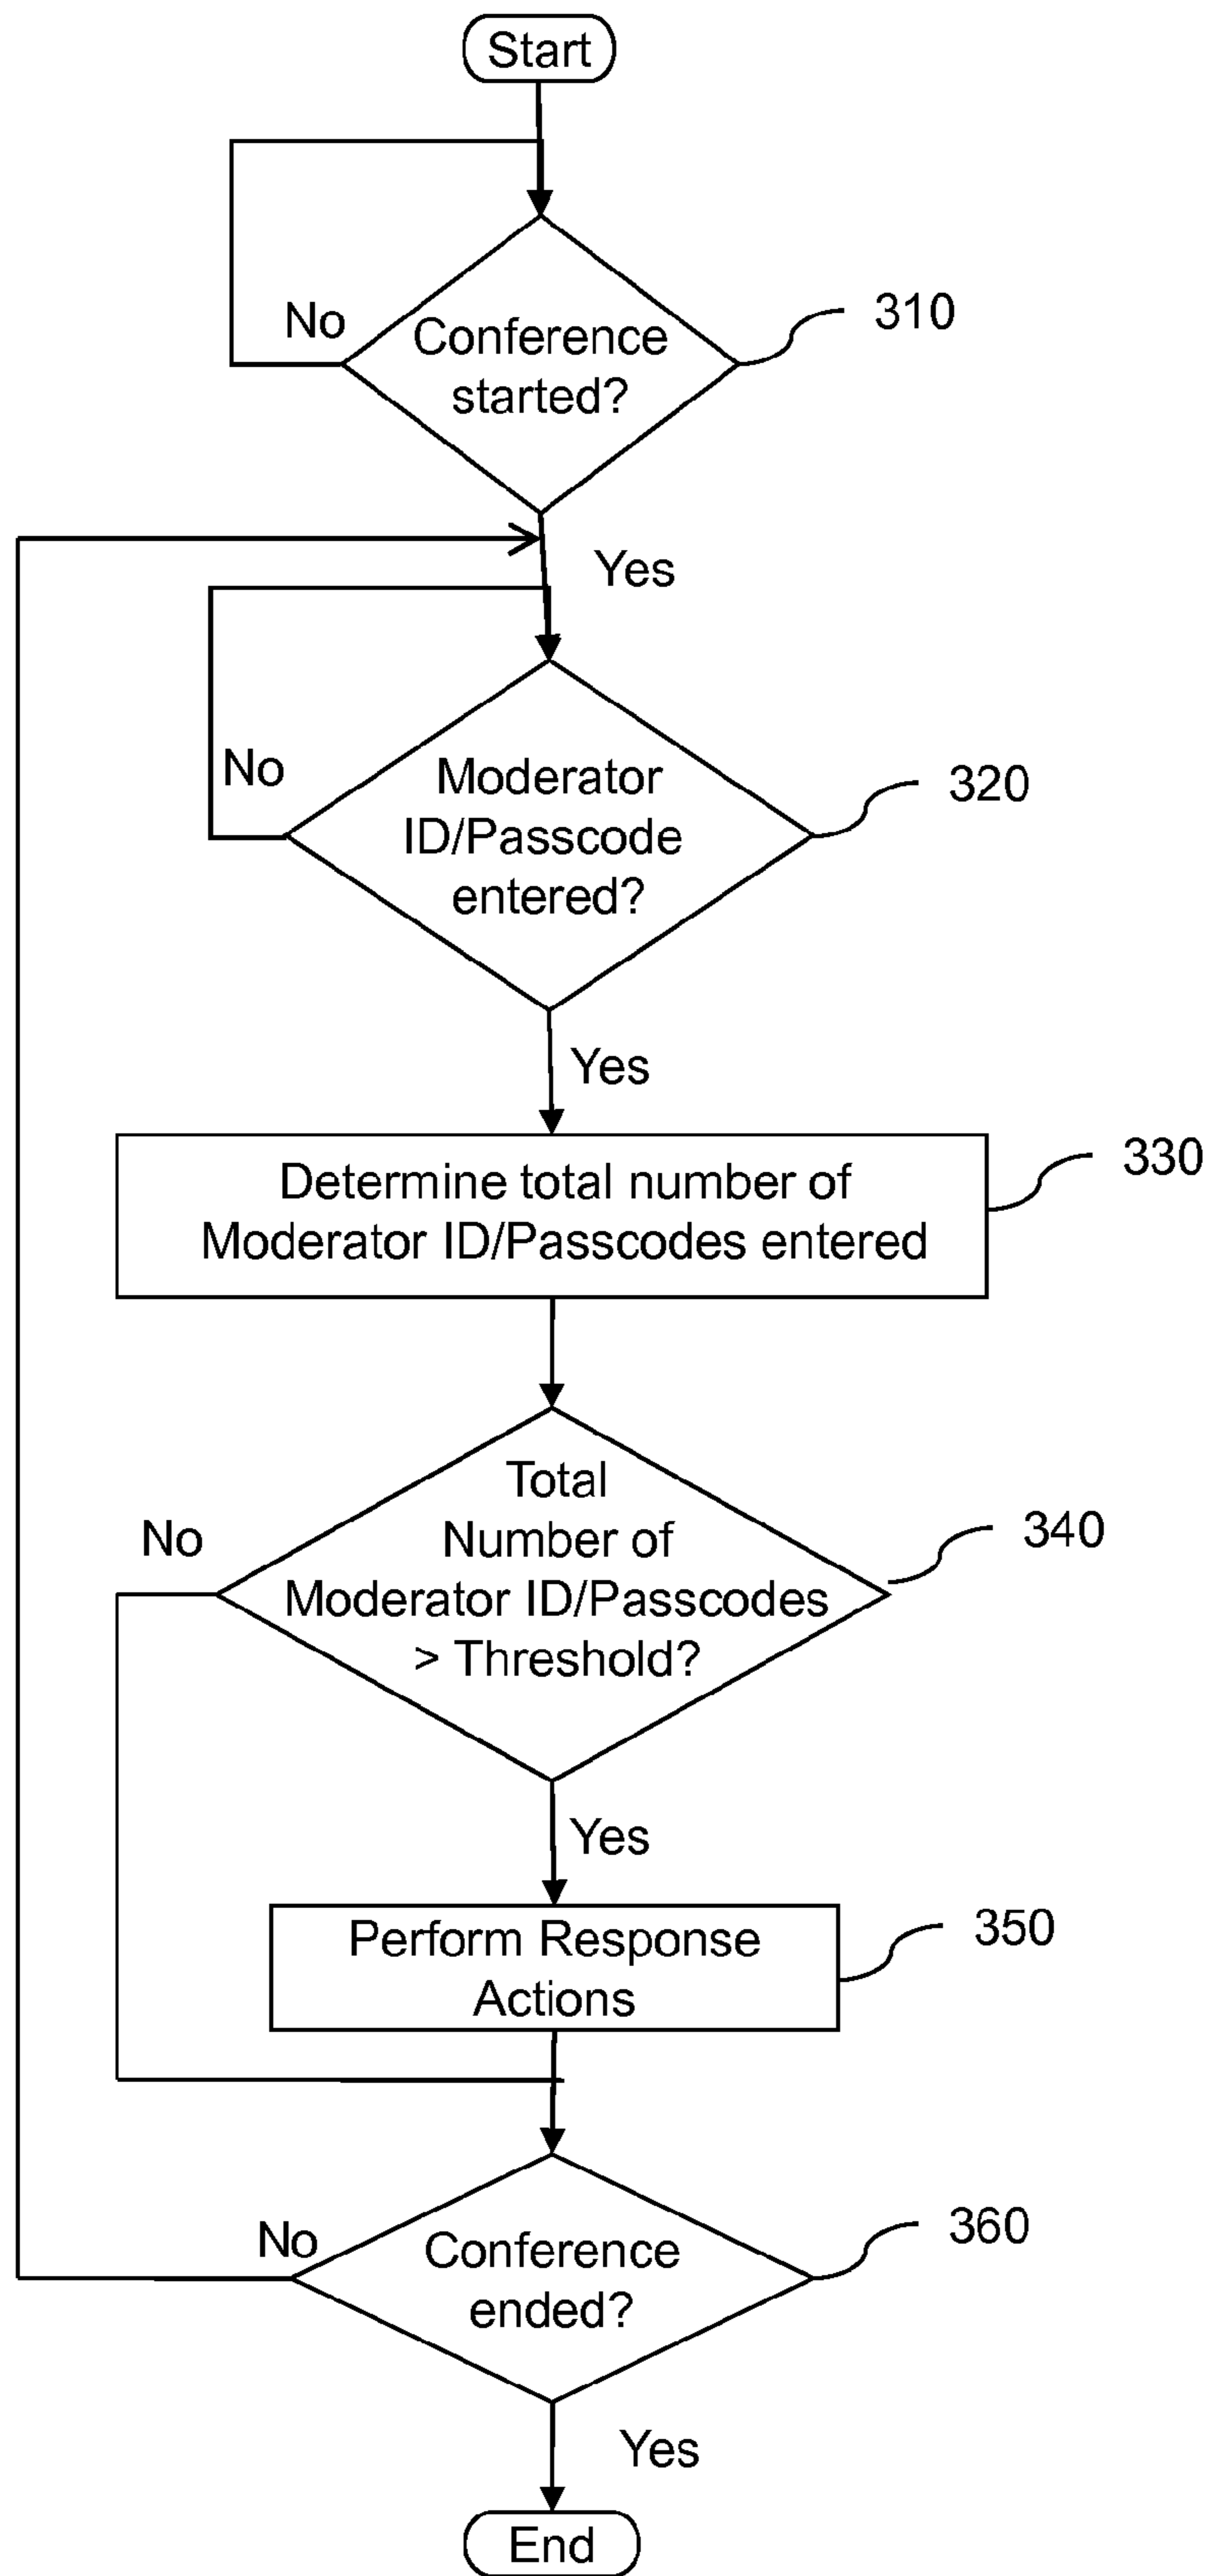 Start
No
Conference
started?
310
Yes
No
Moderator
ID/Passcode
entered?
320
Yes
Determine total number of
Moderator ID/Passcodes entered
330
No
Total
Number of
Moderator ID/Passcodes
> Threshold?
340
Yes
Perform Response
Actions
350
No
Conference
ended?
360
Yes
End